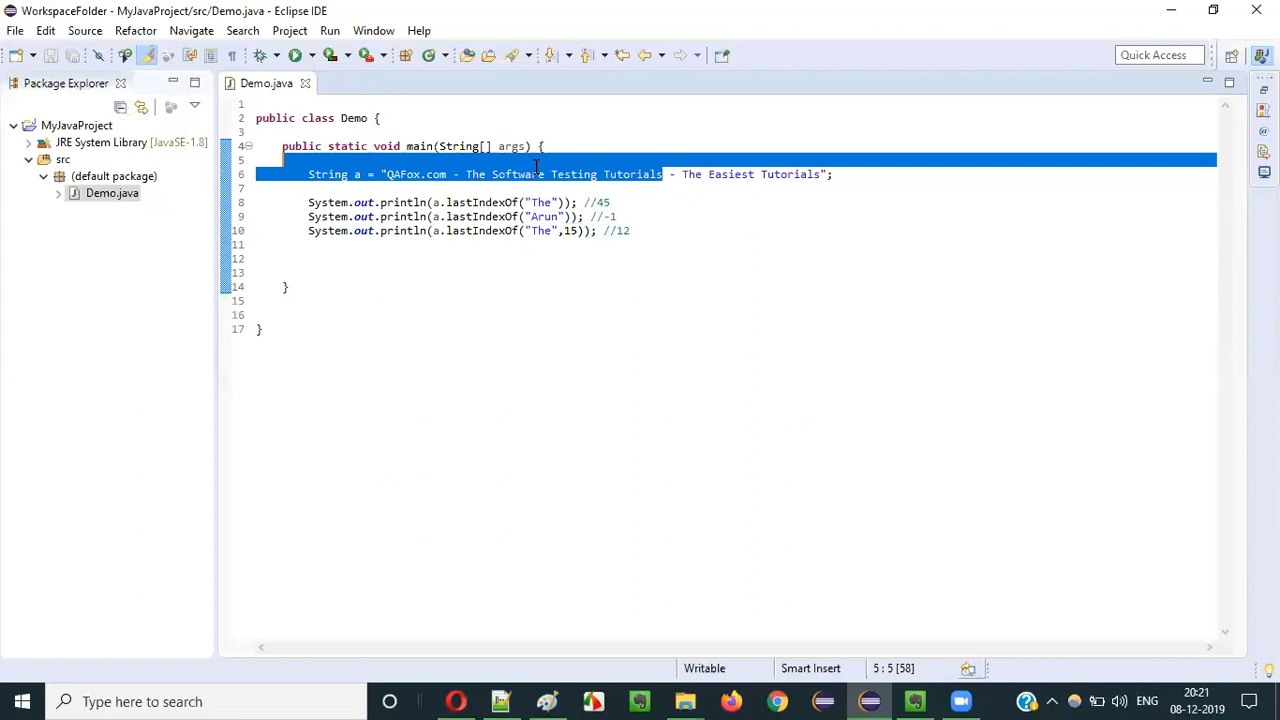 WorkspaceFolder - MyJavaProject/src/Demo.java - Eclipse IDE
File Edit Source Refactor Navigate Search Project Run Window Help
Quick Access
Package Explorer
Demo.java
MyJavaProject
JRE System Library [JavaSE-1.8]
src
(default package)
Demo.java
1
2 public class Demo {
3
4 public static void main(String[] args) {
5
6 String a = "QAFox.com - The Software Testing Tutorials - The Easiest Tutorials";
7
8 System.out.println(a.lastIndexOf("The")); //45
9 System.out.println(a.lastIndexOf("Arun")); //-1
10 System.out.println(a.lastIndexOf("The",15)); //12
11
12
13
14 }
15
16
17 }
Writable Smart Insert 5 : 5 [58]
Type here to search
ENG
20:21
08-12-2019